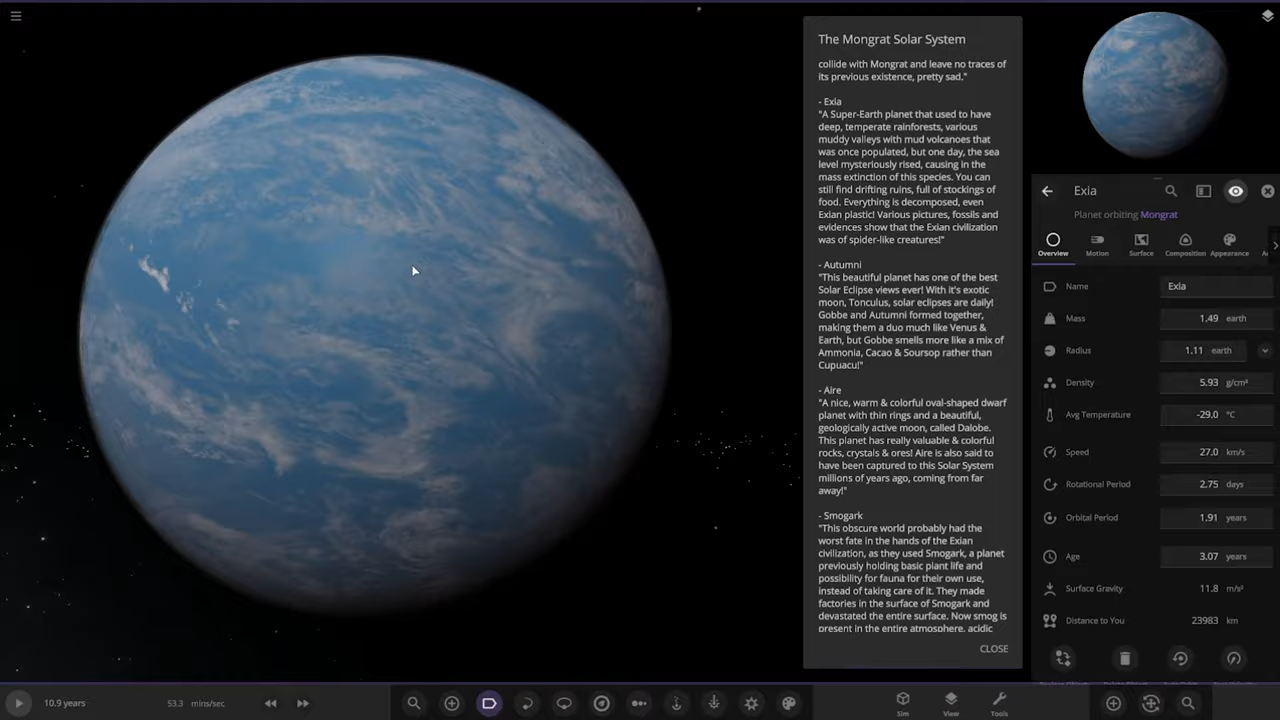 The Mongrat Solar System
collide with Mongrat and leave no traces of
its previous existence, pretty sad."
- Exia
"A Super-Earth planet that used to have
deep, temperate rainforests, various
muddy valleys with mud volcanoes that
was once populated, but one day, the sea
level mysteriously rised, causing in the
mass extinction of this species. You can
still find drifting ruins, full of stockings of
food. Everything is decomposed, even
Exian plastic! Various pictures, fossils and
evidences show that the Exian civilization
was of spider-like creatures!"
- Autumni
"This beautiful planet has one of the best
Solar Eclipse views ever! With it's exotic
moon, Tonculus, solar eclipses are daily!
Gobbe and Autumni formed together,
making them a duo much like Venus &
Earth, but Gobbe smells more like a mix of
Ammonia, Cacao & Soursop rather than
Cupuacu!"
- Aire
"A nice, warm & colorful oval-shaped dwarf
planet with thin rings and a beautiful,
geologically active moon, called Dalobe.
This planet has really valuable & colorful
rocks, crystals & ores! Aire is also said to
have been captured to this Solar System
millions of years ago, coming from far
away!"
- Smogark
"This obscure world probably had the
worst fate in the hands of the Exian
civilization, as they used Smogark, a planet
previously holding basic plant life and
possibility for fauna for their own use,
instead of taking care of it. They made
factories in the surface of Smogark and
devastated the entire surface. Now smog is
present in the entire atmosphere, acidic
CLOSE
Exia
Planet orbiting Mongrat
Overview Motion Surface Composition Appearance
Name Exia
Mass 1.49 earth
Radius 1.11 earth
Density 5.93 g/cm³
Avg Temperature -29.0 °C
Speed 27.0 km/s
Rotational Period 2.75 days
Orbital Period 1.91 years
Age 3.07 years
Surface Gravity 11.8 m/s²
Distance to You 23983 km
10.9 years 53.3 mins/sec
Sim View Tools